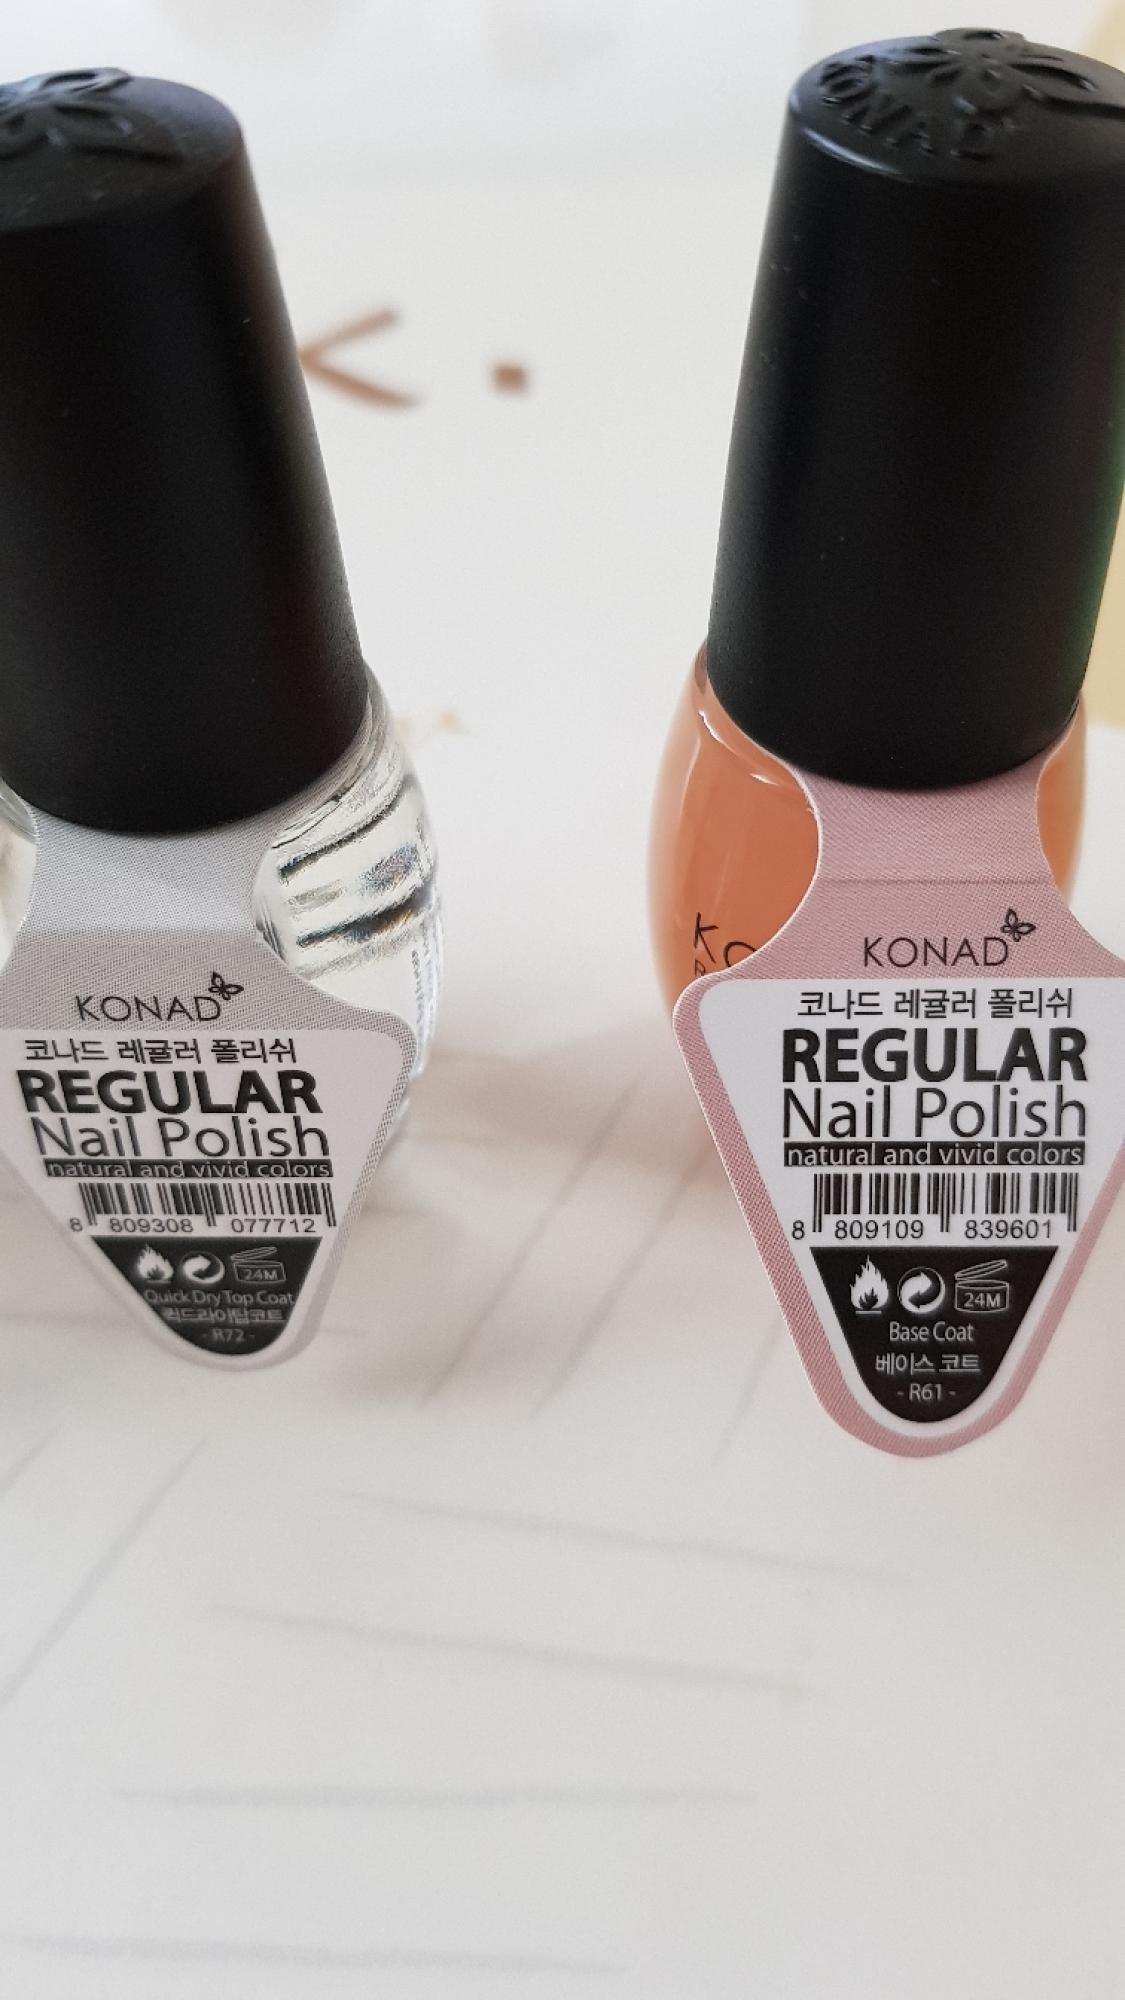 KONAD
코나드 레귤러 폴리쉬
REGULAR
Nail Polish
natural and vivid colors
8 809308 077712
24M
Quick Dry Top Coat
퀵드라이탑코트
- R72 -
KONAD
KO
KONAD
코나드 레귤러 폴리쉬
REGULAR
Nail Polish
natural and vivid colors
8 809109 839601
24M
Base Coat
베이스 코트
- R61 -